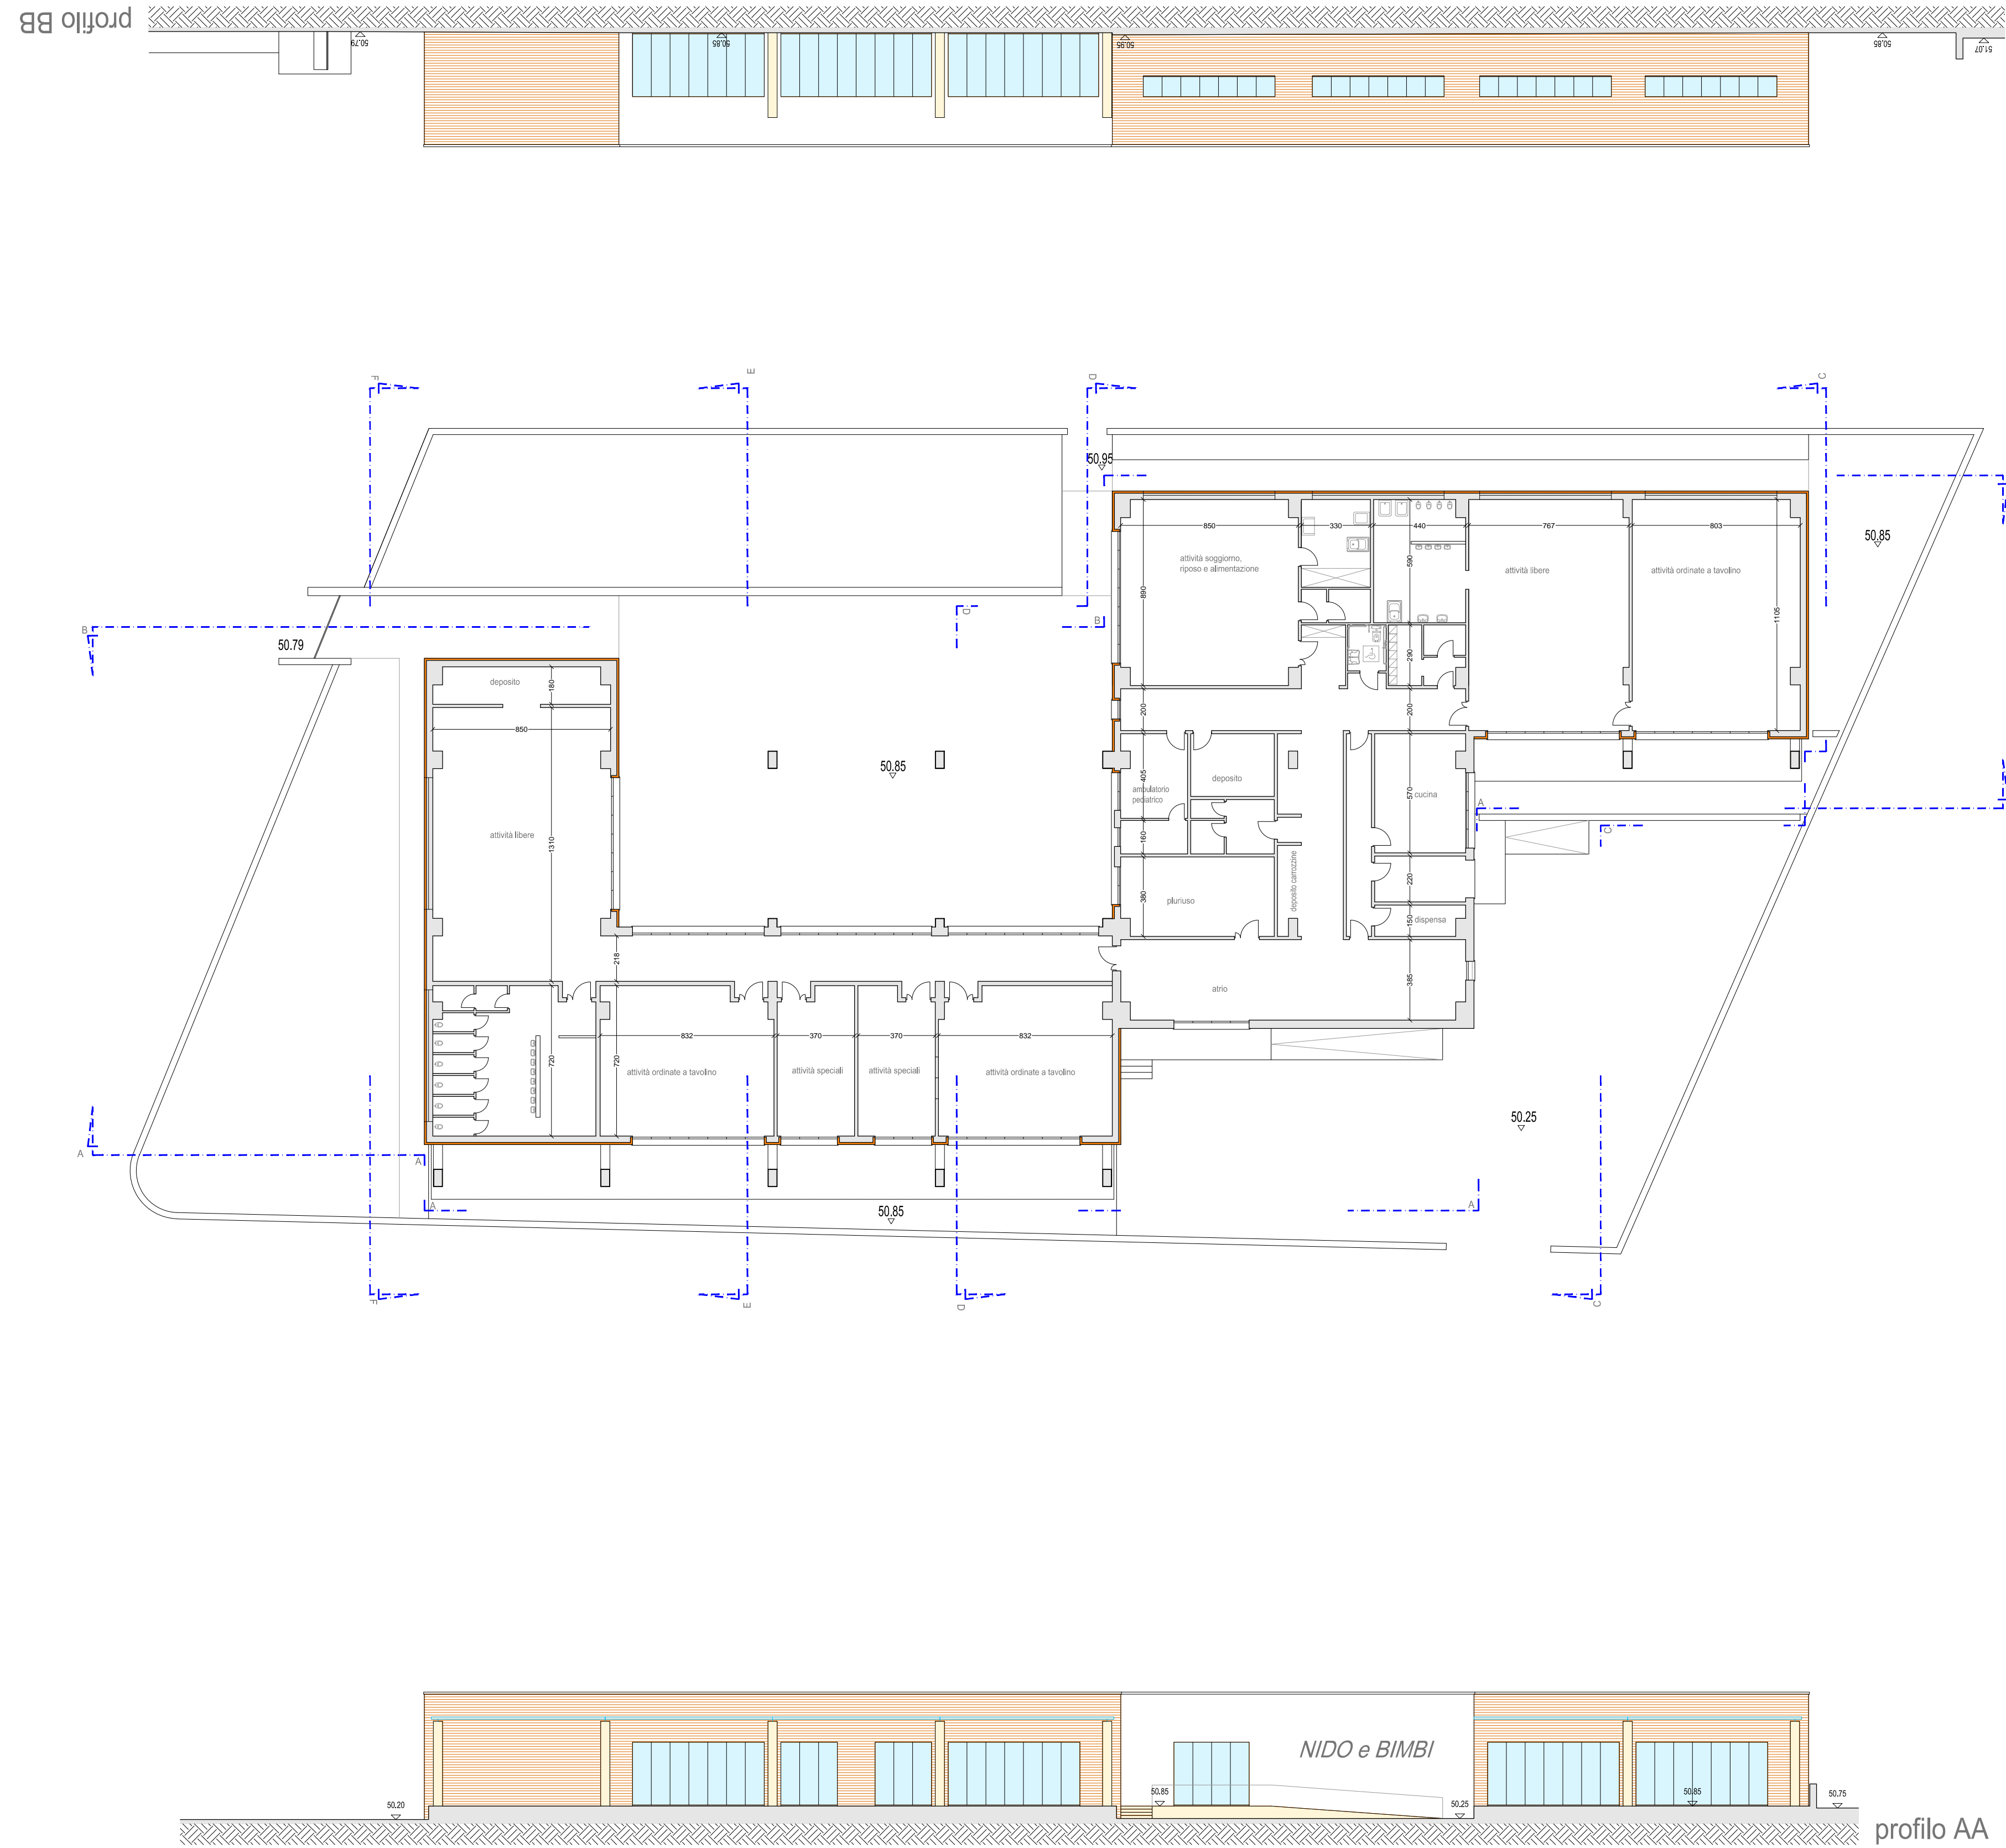 profilo BB
50.79
50.85
50.95
50.85
51.07
F
E
D
C
50.95
50.85
850
330
440
767
803
attività soggiorno,
riposo e alimentazione
attività libere
attività ordinate a tavolino
590
890
1105
D
B
B
50.79
290
deposito
180
200
200
850
50.85
405
deposito
ambulatorio
pediatrico
570
cucina
A
C
attività libere
1310
160
220
deposito carrozzine
380
pluriuso
150
dispensa
218
385
atrio
832
370
370
832
720
720
attività ordinate a tavolino
attività speciali
attività speciali
attività ordinate a tavolino
50.25
A
A
A
A
50.85
F
E
D
C
NIDO e BIMBI
50.20
50.85
50.25
50.85
50.75
profilo AA